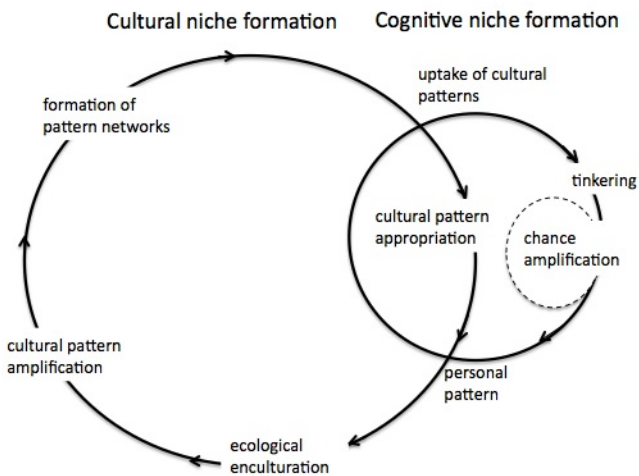 Cultural niche formation
Cognitive niche formation
uptake of cultural
patterns
formation of
pattern networks
tinkering
cultural pattern
appropriation
chance
amplification
cultural pattern
amplification
personal
pattern
ecological
enculturation